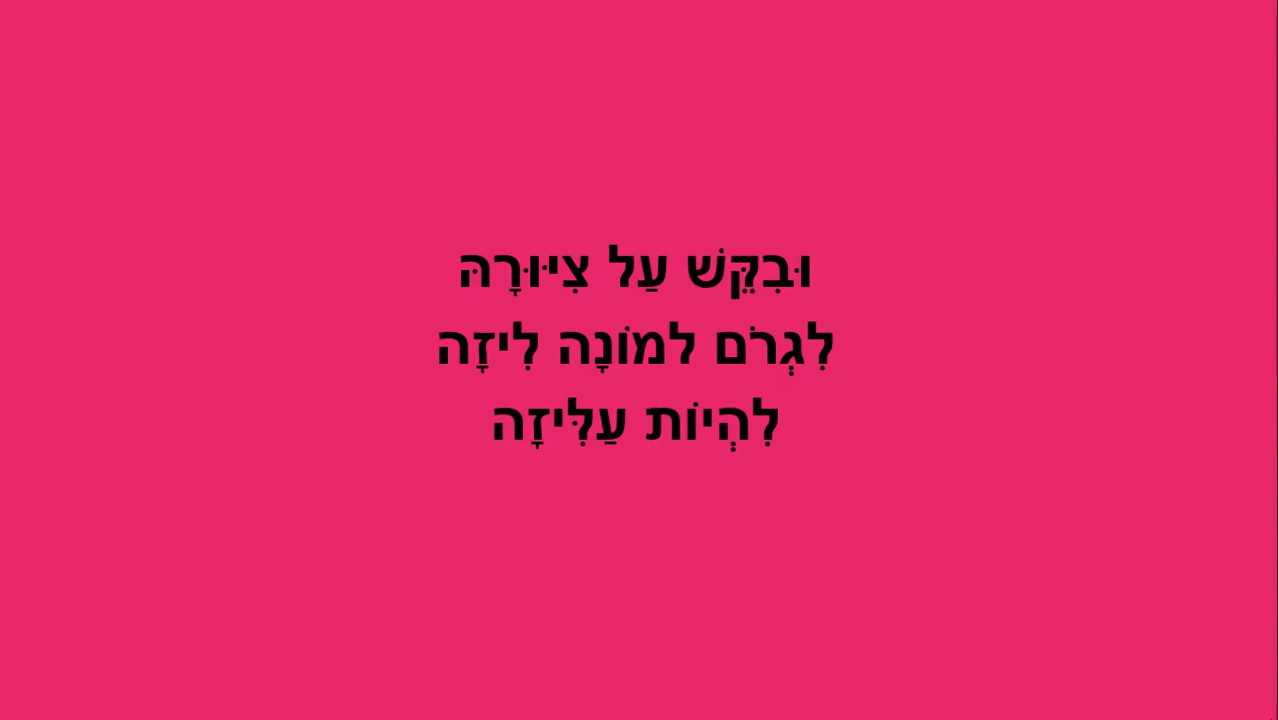 וּבִקֵּשׁ עַל צִיּוּרָהּ
לִגְרֹם למוֹנָה לִיזָה
לִהְיוֹת עַלִּיזָה